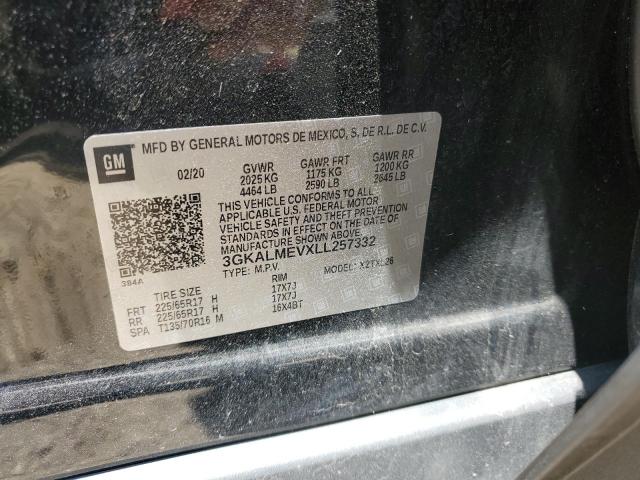 GM
MFD BY GENERAL MOTORS DE MEXICO, S. DE R.L. DE C.V.
02/20 GVWR GAWR FRT GAWR RR
2025 KG 1175 KG 1200 KG
4464 LB 2590 LB 2645 LB
THIS VEHICLE CONFORMS TO ALL
APPLICABLE U.S. FEDERAL MOTOR
VEHICLE SAFETY AND THEFT PREVENTION
STANDARDS IN EFFECT ON THE DATE OF
MANUFACTURE SHOWN ABOVE.
3GKALMEVXLL257332
384A TYPE: M.P.V. MODEL: X2TXL26
TIRE SIZE RIM
FRT 225/65R17 H 17X7J
RR 225/65R17 H 17X7J
SPA T135/70R16 M 16X4BT